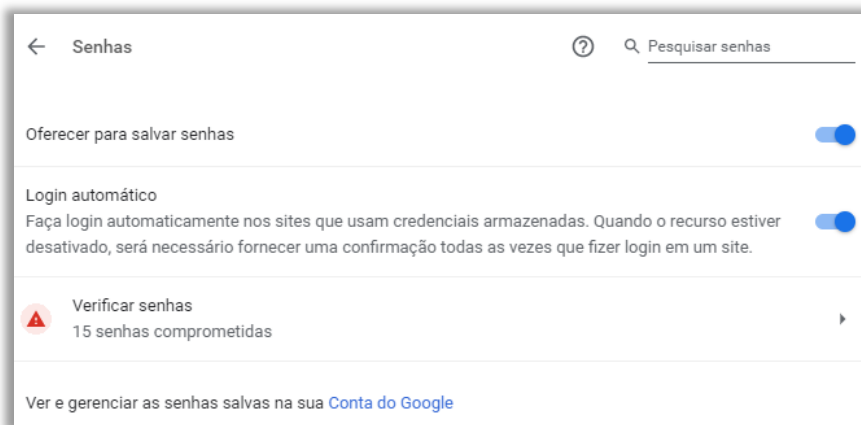 Senhas
Pesquisar senhas
Oferecer para salvar senhas
Login automático
Faça login automaticamente nos sites que usam credenciais armazenadas. Quando o recurso estiver
desativado, será necessário fornecer uma confirmação todas as vezes que fizer login em um site.
Verificar senhas
15 senhas comprometidas
Ver e gerenciar as senhas salvas na sua Conta do Google